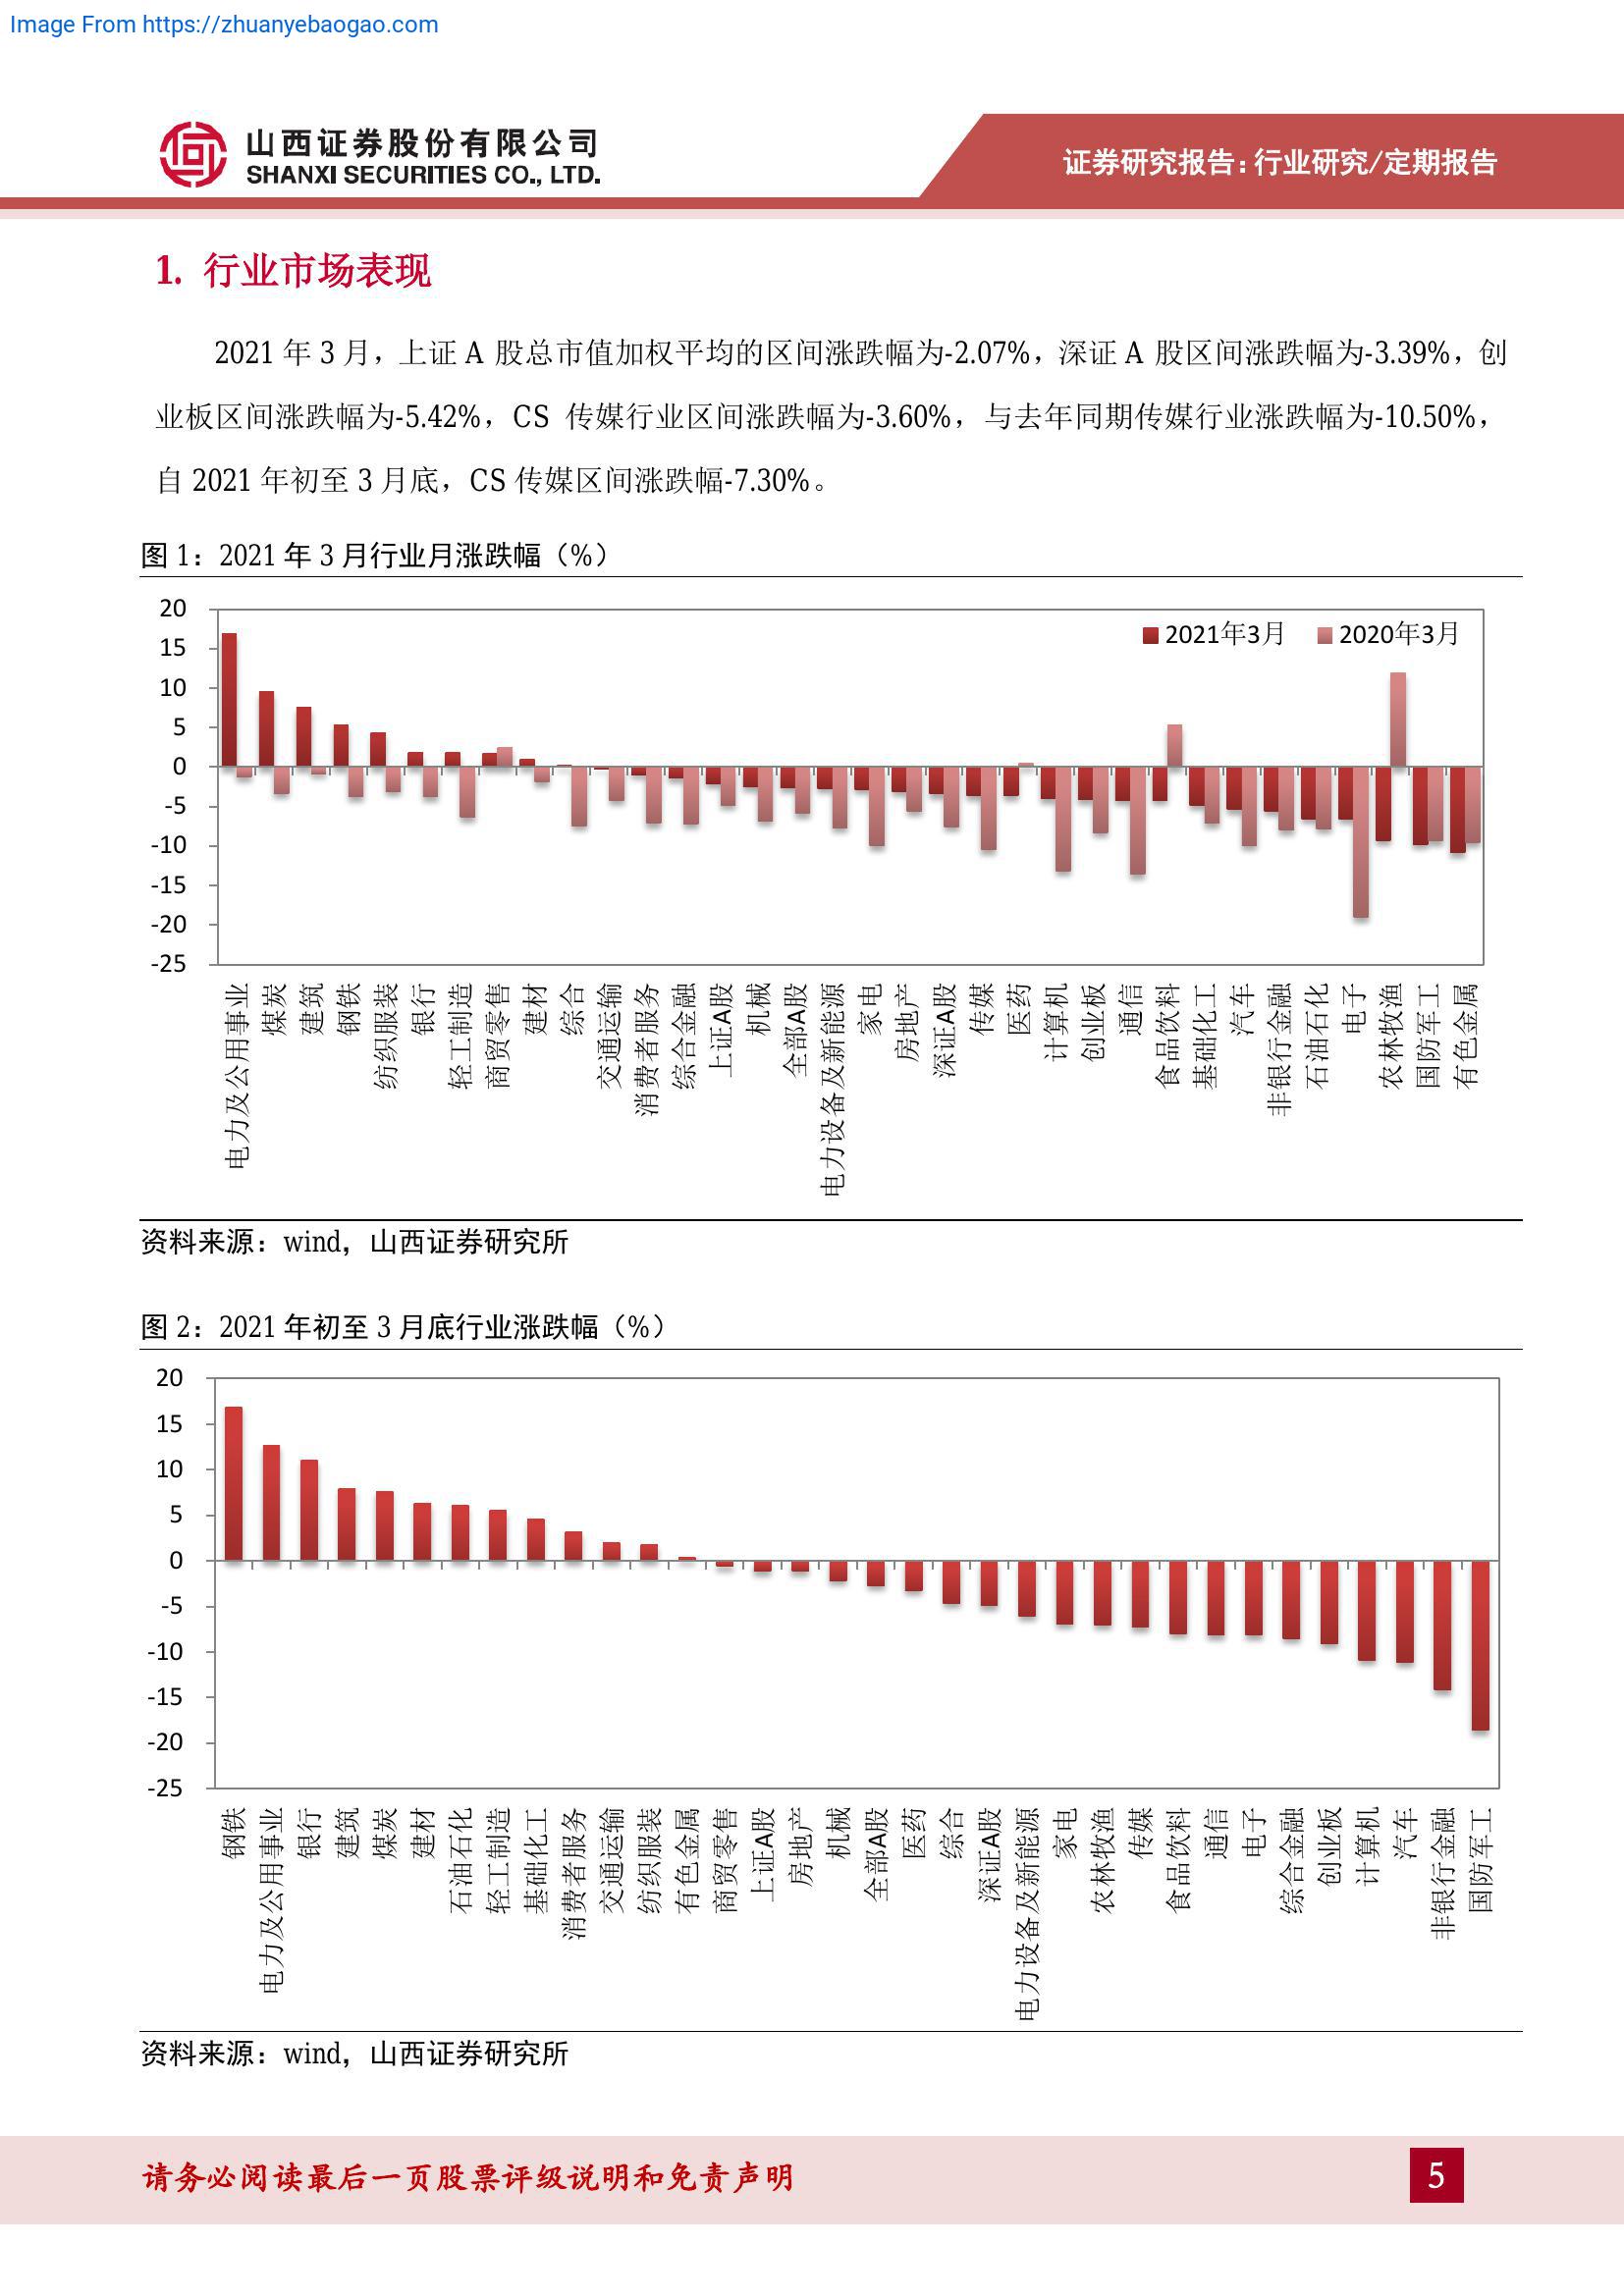 Image From https://zhuanyebaogao.com
山西证券股份有限公司
SHANXI SECURITIES CO., LTD.
证券研究报告：行业研究/定期报告
1. 行业市场表现
2021 年 3 月，上证 A 股总市值加权平均的区间涨跌幅为-2.07%，深证 A 股区间涨跌幅为-3.39%，创
业板区间涨跌幅为-5.42%，CS 传媒行业区间涨跌幅为-3.60%，与去年同期传媒行业涨跌幅为-10.50%，
自 2021 年初至 3 月底，CS 传媒区间涨跌幅-7.30%。
图 1：2021 年 3 月行业月涨跌幅（%）
2021年3月 2020年3月
20
15
10
5
0
-5
-10
-15
-20
-25
电力及公用事业
煤炭
建筑
钢铁
纺织服装
银行
轻工制造
商贸零售
建材
综合
交通运输
消费者服务
综合金融
上证A股
机械
全部A股
电力设备及新能源
家电
房地产
深证A股
传媒
医药
计算机
创业板
通信
食品饮料
基础化工
汽车
非银行金融
石油石化
电子
农林牧渔
国防军工
有色金属
资料来源：wind，山西证券研究所
图 2：2021 年初至 3 月底行业涨跌幅（%）
20
15
10
5
0
-5
-10
-15
-20
-25
钢铁
电力及公用事业
银行
建筑
煤炭
建材
石油石化
轻工制造
基础化工
消费者服务
交通运输
纺织服装
有色金属
商贸零售
上证A股
房地产
机械
全部A股
医药
综合
深证A股
电力设备及新能源
家电
农林牧渔
传媒
食品饮料
通信
电子
综合金融
创业板
计算机
汽车
非银行金融
国防军工
资料来源：wind，山西证券研究所
请务必阅读最后一页股票评级说明和免责声明
5